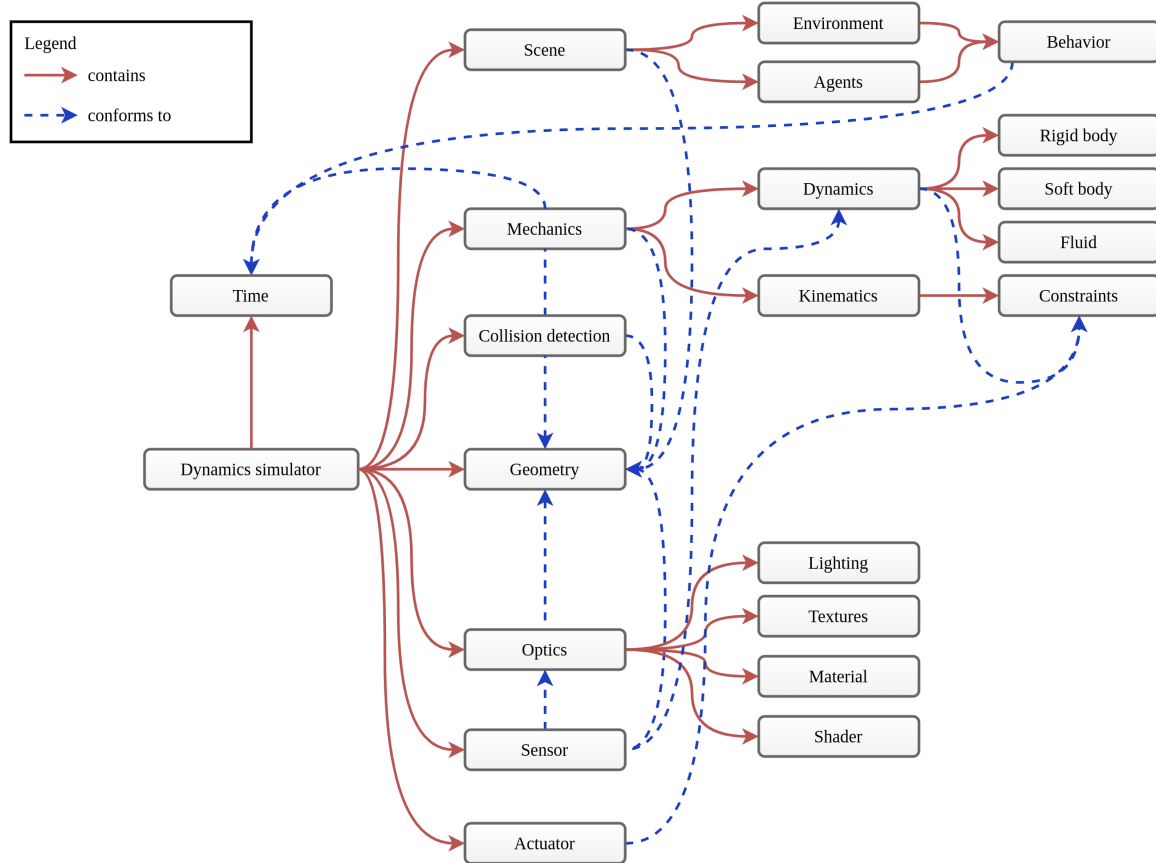 Legend
contains
conforms to
Scene
Environment
Agents
Behavior
Mechanics
Dynamics
Rigid body
Soft body
Fluid
Time
Collision detection
Kinematics
Constraints
Dynamics simulator
Geometry
Optics
Lighting
Textures
Material
Shader
Sensor
Actuator